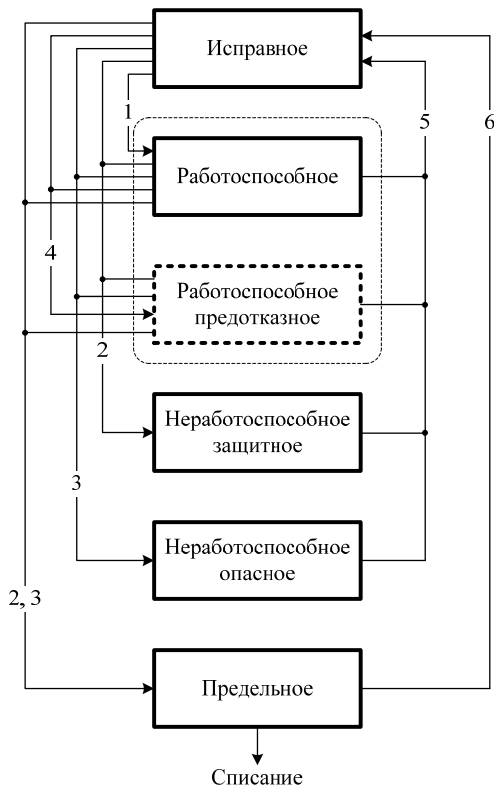 Исправное
1
5
6
Работоспособное
4
Работоспособное
предотказное
2
Неработоспособное
защитное
3
Неработоспособное
опасное
2, 3
Предельное
Списание